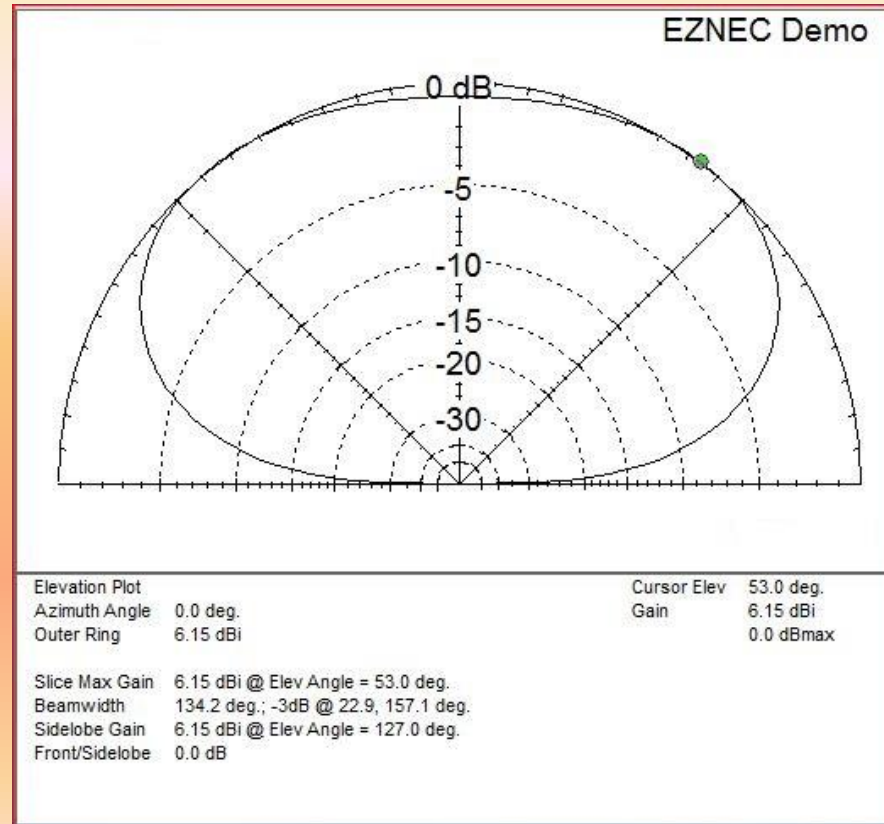 EZNEC Demo
0 dB
-5
-10
-15
-20
-30
Elevation Plot
Azimuth Angle 0.0 deg.
Outer Ring 6.15 dBi
Cursor Elev 53.0 deg.
Gain 6.15 dBi
0.0 dBmax
Slice Max Gain 6.15 dBi @ Elev Angle = 53.0 deg.
Beamwidth 134.2 deg.; -3dB @ 22.9, 157.1 deg.
Sidelobe Gain 6.15 dBi @ Elev Angle = 127.0 deg.
Front/Sidelobe 0.0 dB